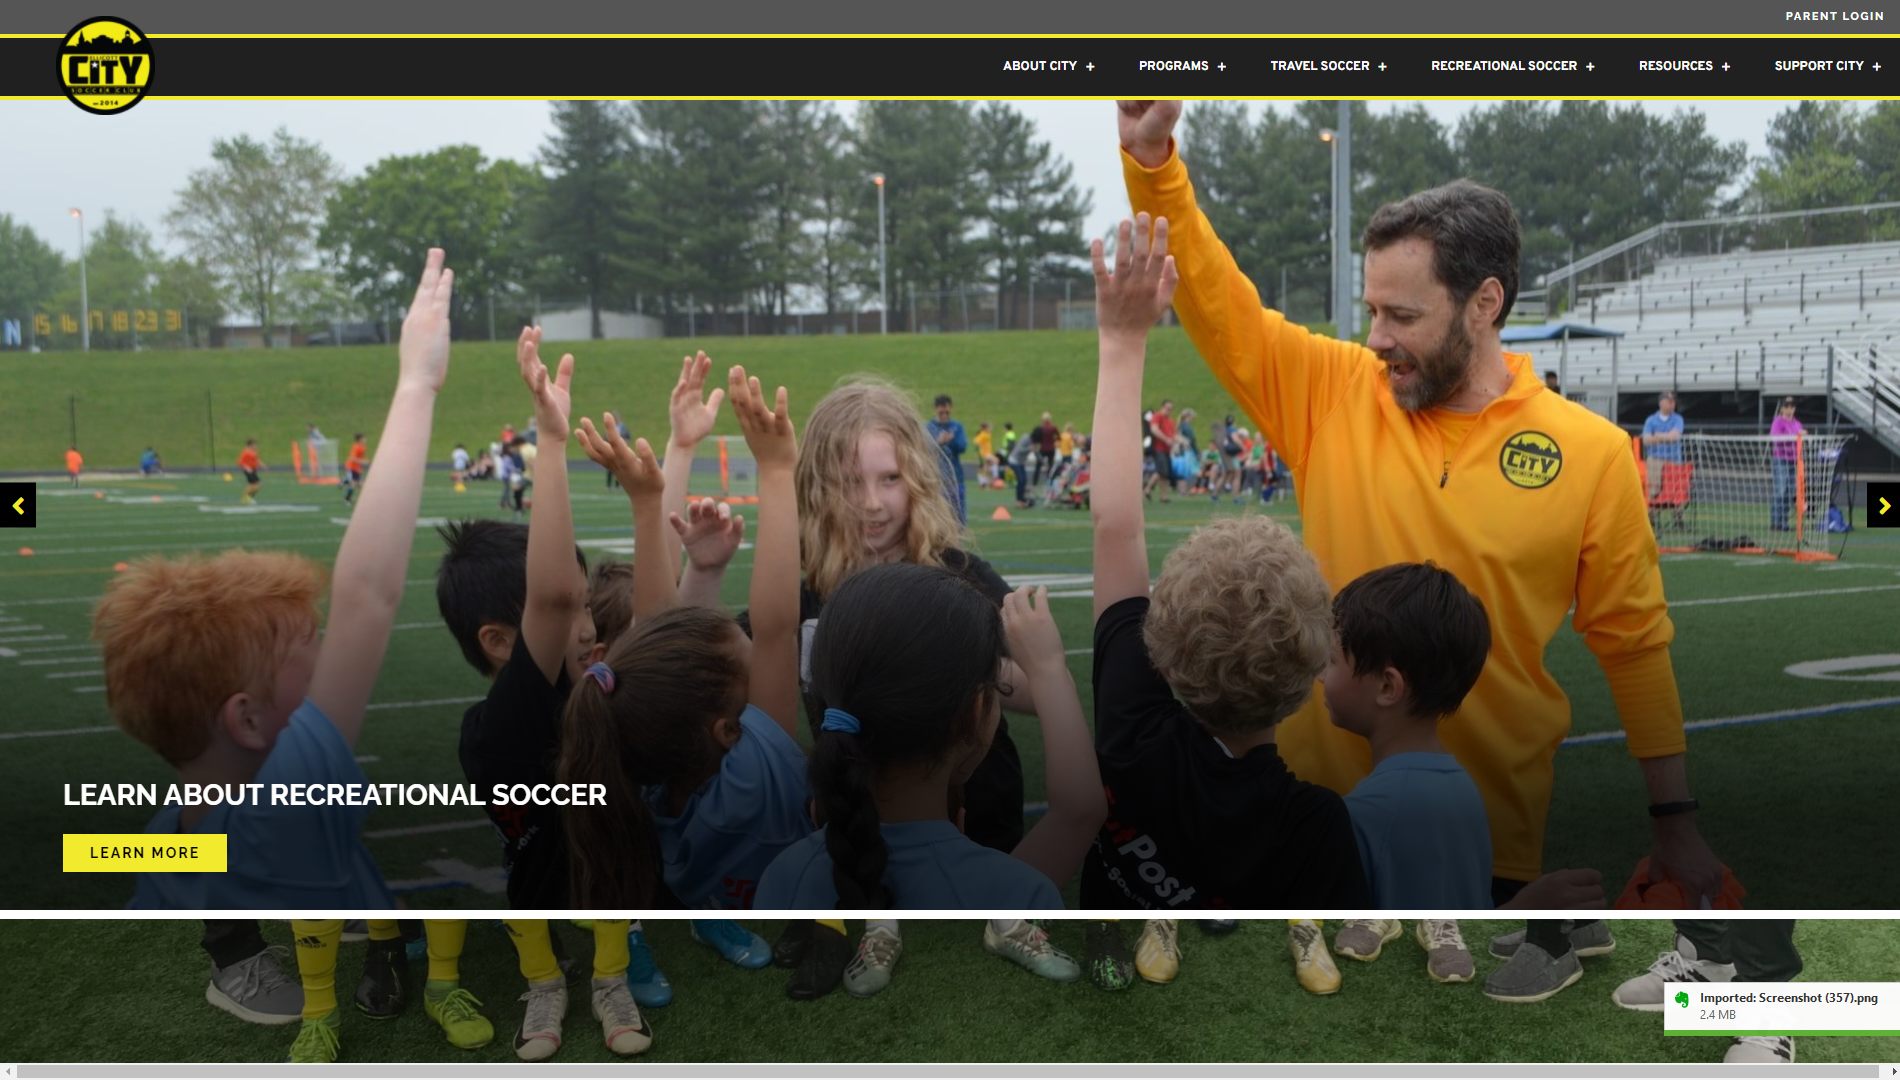 PARENT LOGIN
ELLICOTT
CITY
SOCCER CLUB
EST. 2014
ABOUT CITY +
PROGRAMS +
TRAVEL SOCCER +
RECREATIONAL SOCCER +
RESOURCES +
SUPPORT CITY +
N 15 16 17 18 23 31
CITY
Post
LEARN ABOUT RECREATIONAL SOCCER
LEARN MORE
Imported: Screenshot (357).png
2.4 MB